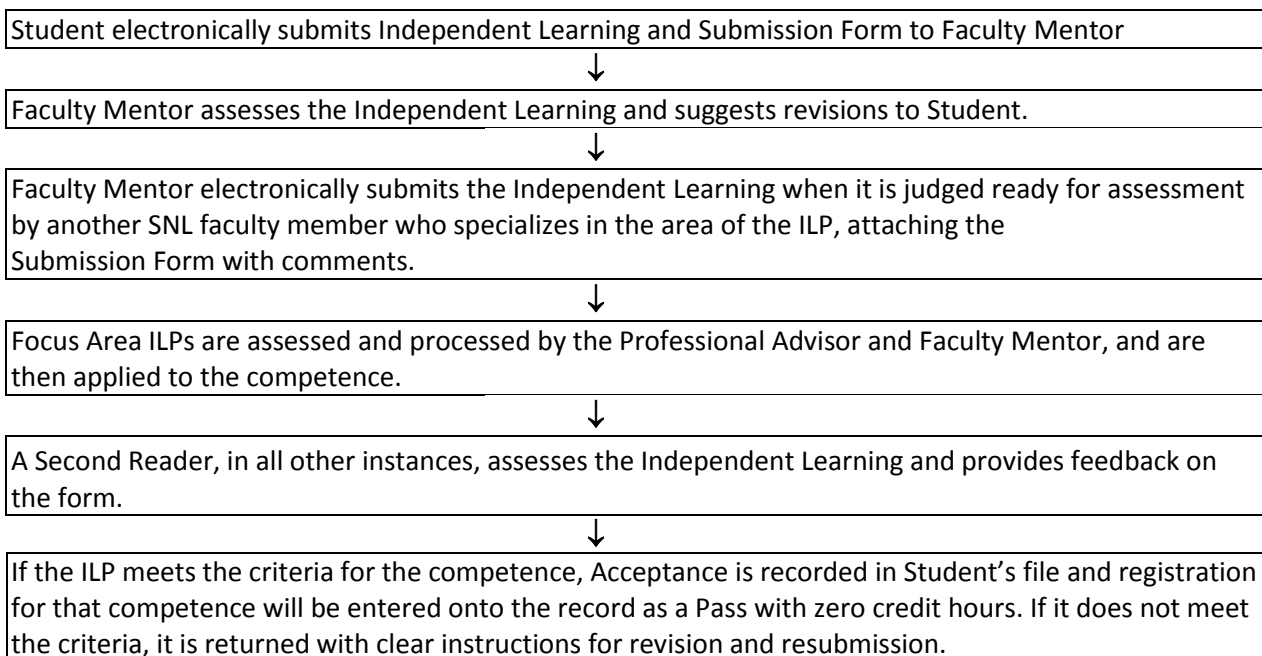 Student electronically submits Independent Learning and Submission Form to Faculty Mentor
↓
Faculty Mentor assesses the Independent Learning and suggests revisions to Student.
↓
Faculty Mentor electronically submits the Independent Learning when it is judged ready for assessment
by another SNL faculty member who specializes in the area of the ILP, attaching the
Submission Form with comments.
↓
Focus Area ILPs are assessed and processed by the Professional Advisor and Faculty Mentor, and are
then applied to the competence.
↓
A Second Reader, in all other instances, assesses the Independent Learning and provides feedback on
the form.
↓
If the ILP meets the criteria for the competence, Acceptance is recorded in Student’s file and registration
for that competence will be entered onto the record as a Pass with zero credit hours. If it does not meet
the criteria, it is returned with clear instructions for revision and resubmission.